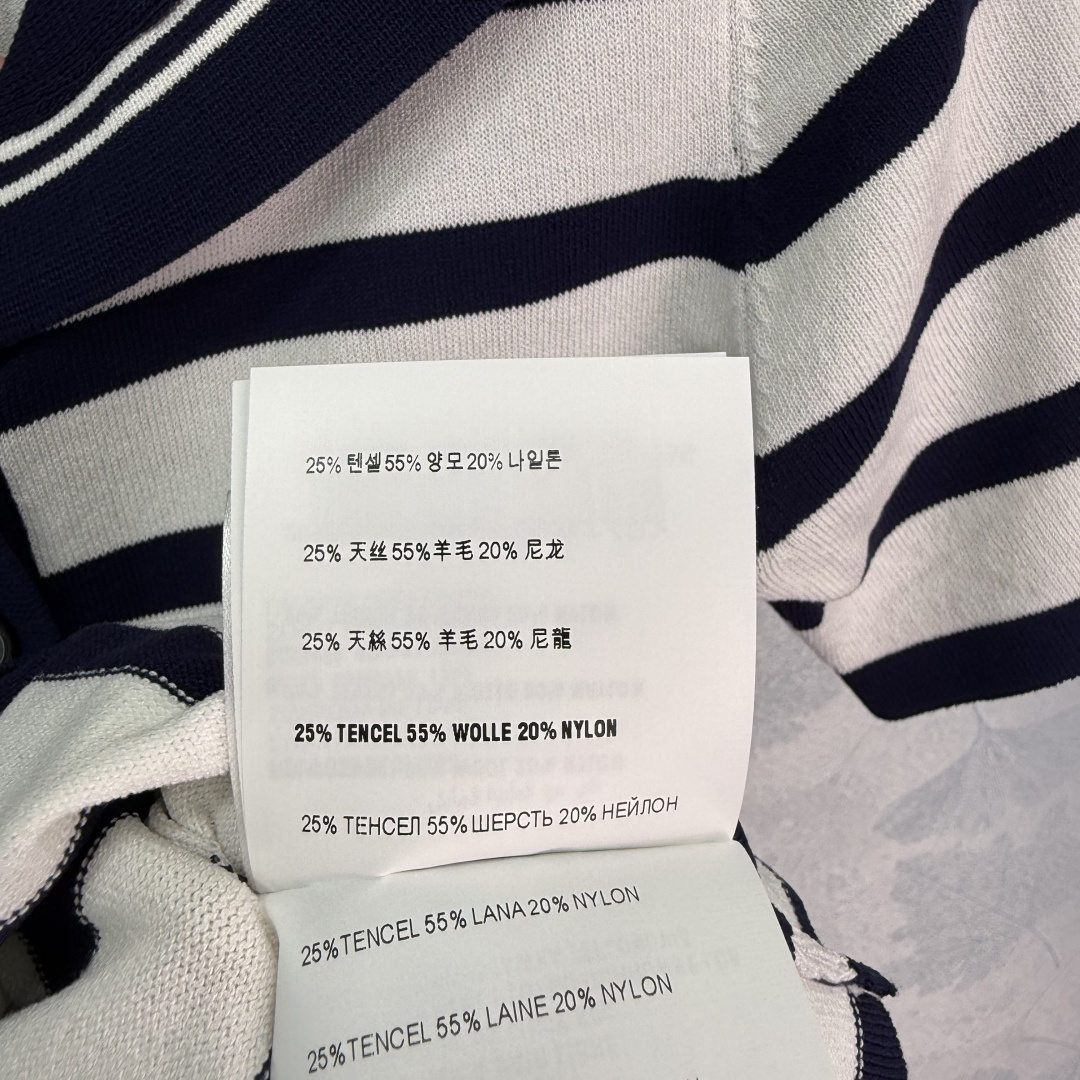 25% 텐셀 55% 양모 20% 나일론
25% 天丝 55% 羊毛 20% 尼龙
25% 天絲 55% 羊毛 20% 尼龍
25% TENCEL 55% WOLLE 20% NYLON
25% ТЕНСЕЛ 55% ШЕРСТЬ 20% НЕЙЛОН
25% TENCEL 55% LANA 20% NYLON
25% TENCEL 55% LAINE 20% NYLON